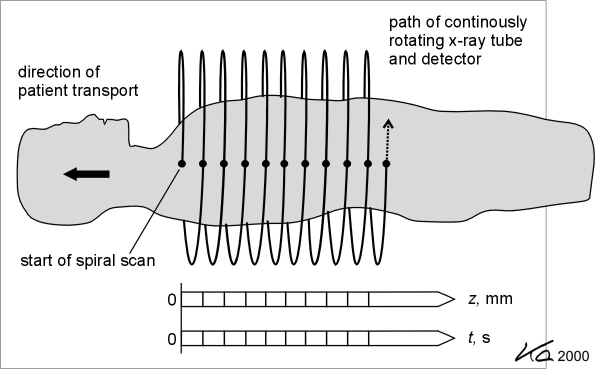 path of continously
rotating x-ray tube
and detector
direction of
patient transport
start of spiral scan
0
z, mm
0
t, s
2000